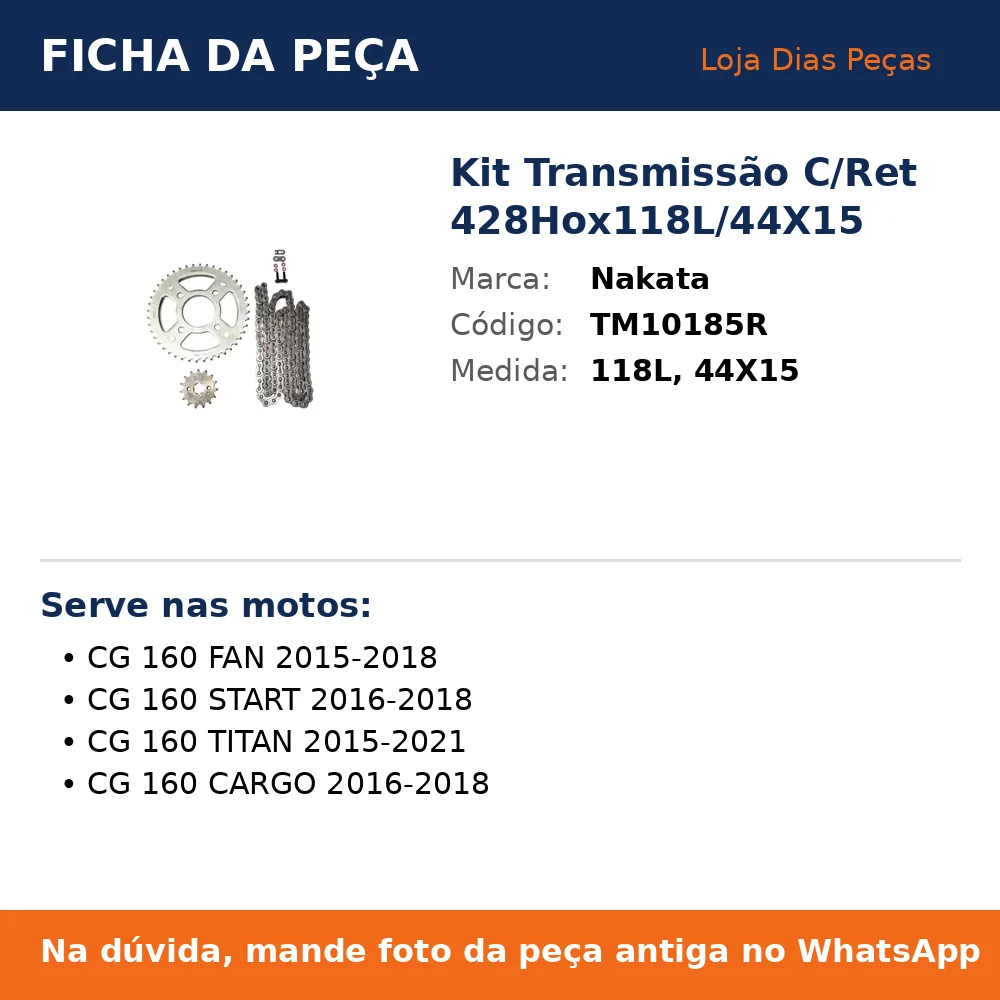 FICHA DA PEÇA
Loja Dias Peças
Kit Transmissão C/Ret
428Hox118L/44X15
Marca: Nakata
Código: TM10185R
Medida: 118L, 44X15
Serve nas motos:
• CG 160 FAN 2015-2018
• CG 160 START 2016-2018
• CG 160 TITAN 2015-2021
• CG 160 CARGO 2016-2018
Na dúvida, mande foto da peça antiga no WhatsApp